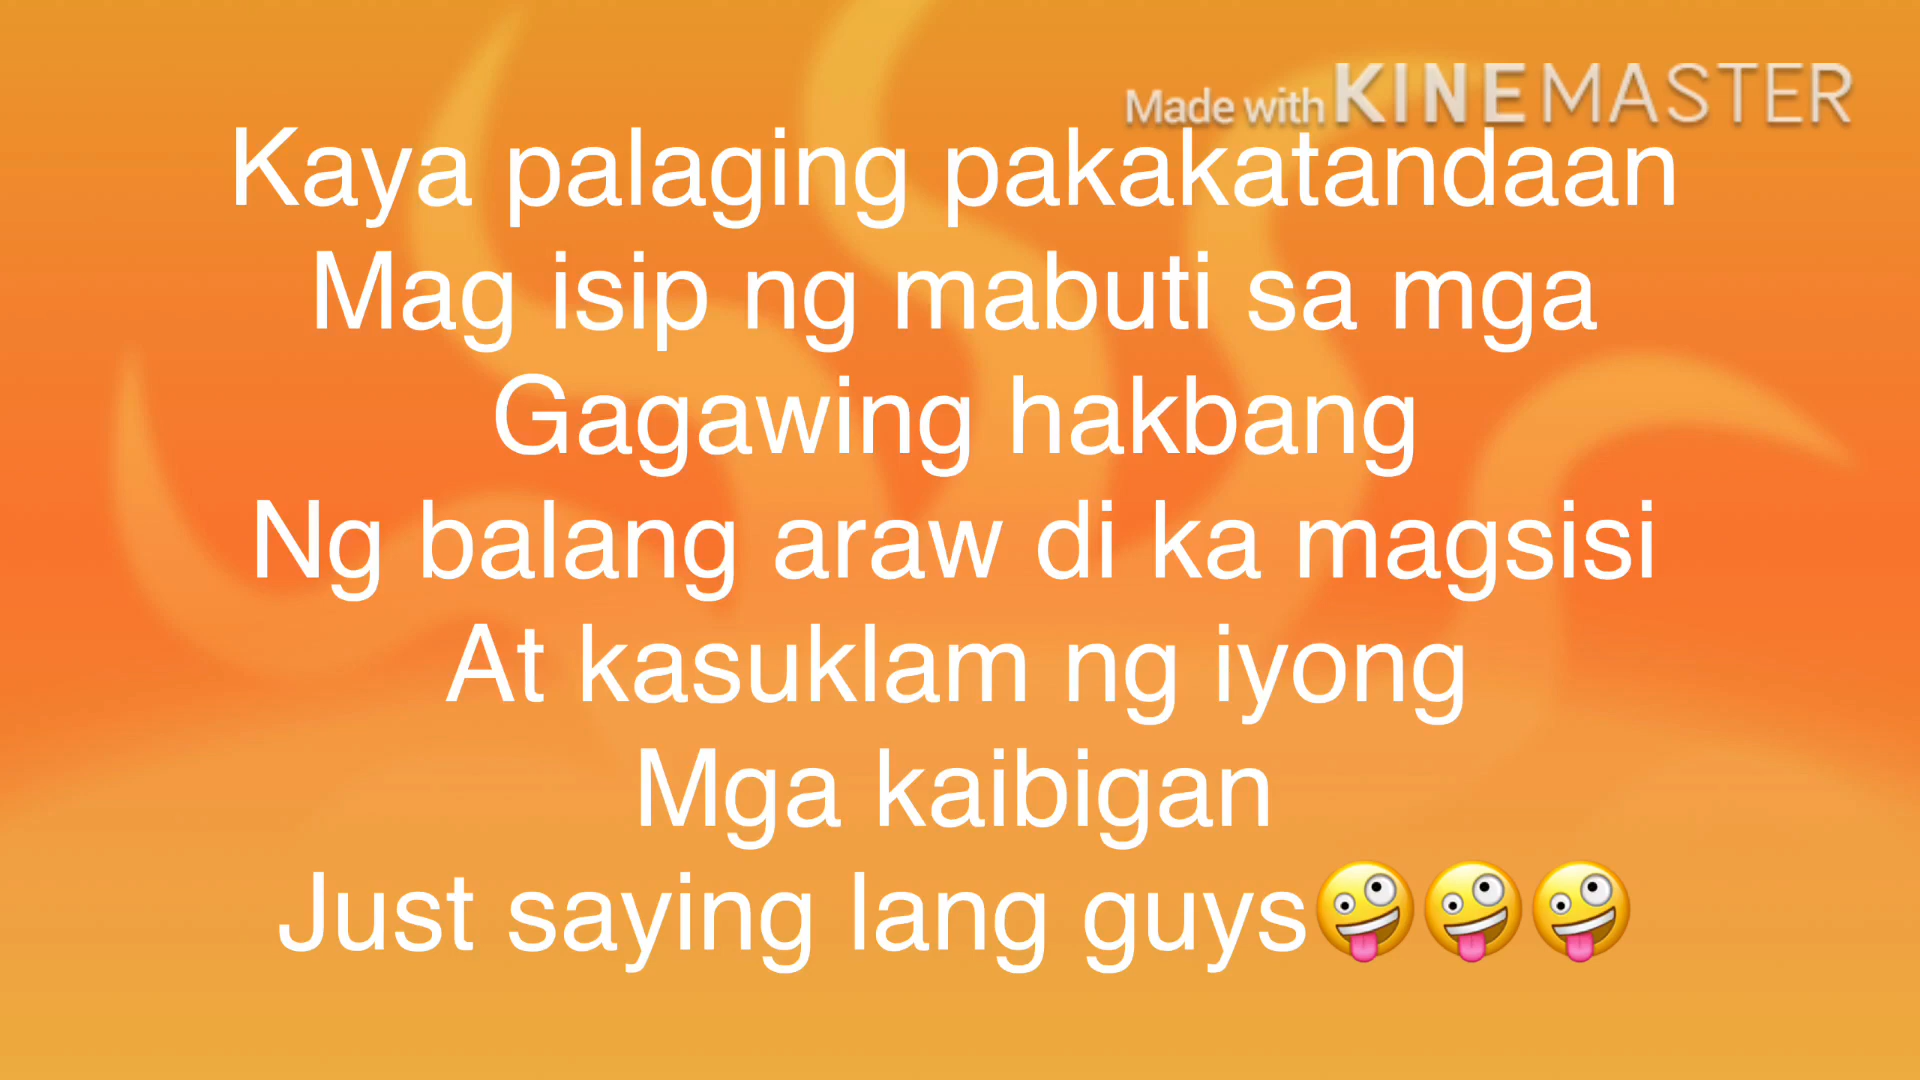 Made with KINEMASTER
Kaya palaging pakakatandaan
Mag isip ng mabuti sa mga
Gagawing hakbang
Ng balang araw di ka magsisi
At kasuklam ng iyong
Mga kaibigan
Just saying lang guys🤪🤪🤪